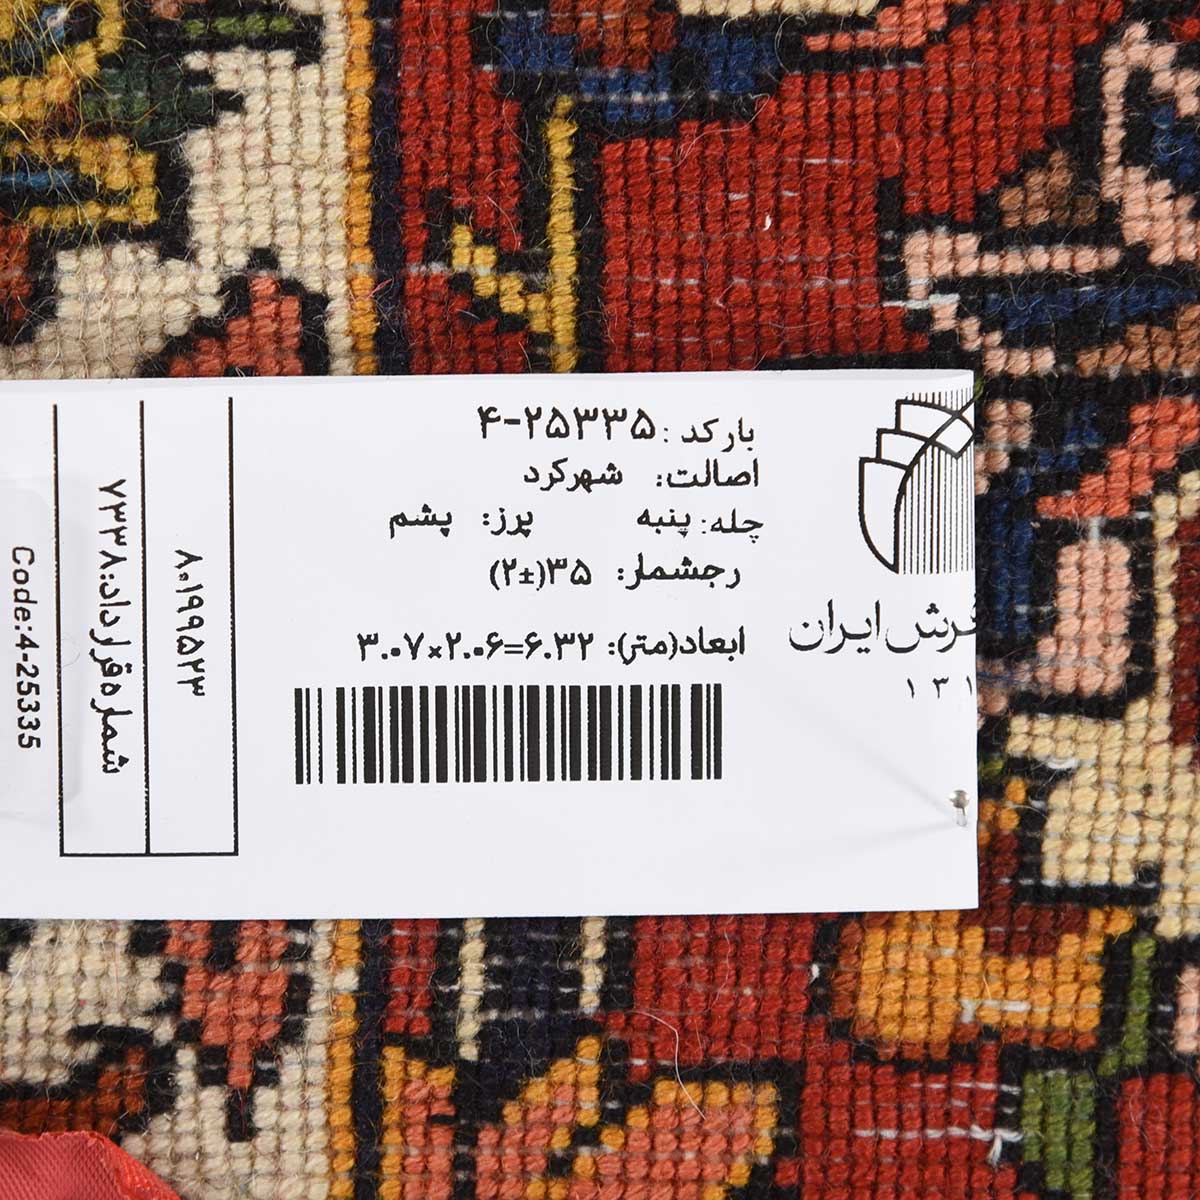 بارکد: ۴-۲۵۳۳۵
اصالت: شهرکرد
چله: پنبه پرز: پشم
رجشمار: ۳۵(±۲)
ابعاد(متر): ۳.۰۷×۲.۰۶=۶.۳۲
فرش ایران
۱۳۱
۸۰۱۹۹۵۲۳
شماره قرارداد: ۷۳۳۸
Code:4-25335